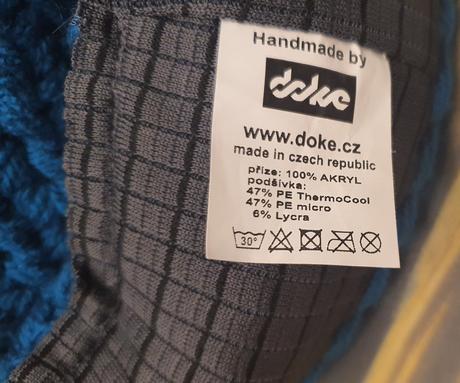 Handmade by
doke
www.doke.cz
made in czech republic
příze: 100% AKRYL
podšívka:
47% PE ThermoCool
47% PE micro
6% Lycra
30°